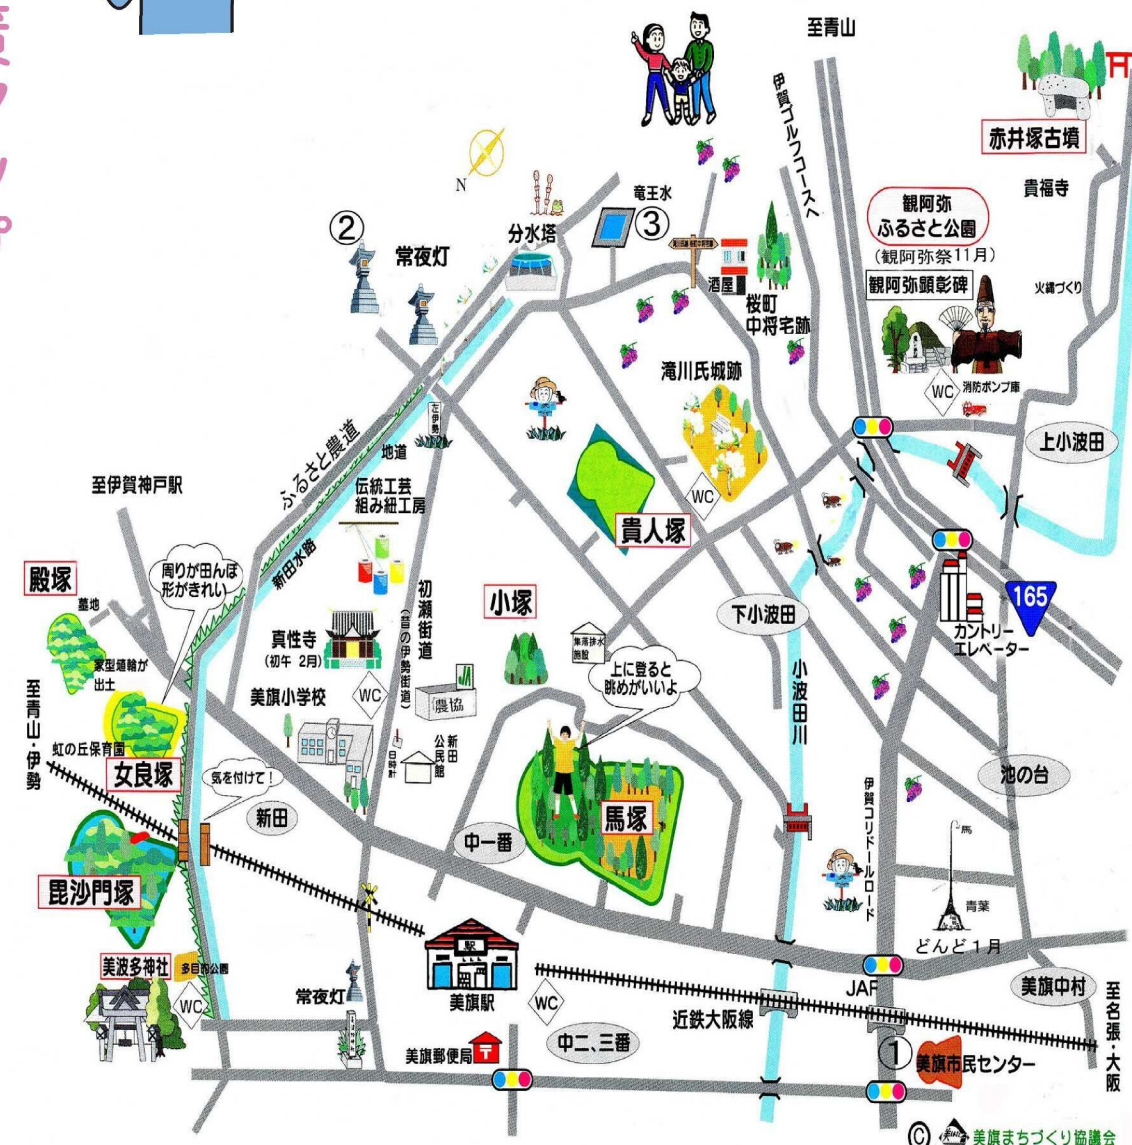 マップ
至青山
伊賀ゴルフコースへ
赤井塚古墳
貴福寺
観阿弥
ふるさと公園
(観阿弥祭11月)
観阿弥顕彰碑
火縄づくり
WC
消防ポンプ庫
上小波田
N
竜王水
③
分水塔
②
常夜灯
酒屋
桜町
中将宅跡
滝川氏城跡
WC
貴人塚
左伊勢
地道
ふるさと農道
伝統工芸
組み紐工房
新田水路
至伊賀神戸駅
周りが田んぼ
形がきれい
殿塚
墓地
家型埴輪が
出土
真性寺
(初午 2月)
初瀬街道
(昔の伊勢街道)
小塚
集落排水
施設
上に登ると
眺めがいいよ
下小波田
小波田川
165
カントリー
エレベーター
美旗小学校
WC
JA
農協
日時計
新田
公民館
至青山・伊勢
虹の丘保育園
女良塚
気を付けて!
新田
中一番
馬塚
池の台
伊賀コリドールロード
馬
青葉
どんど1月
毘沙門塚
美波多神社
多目的公園
WC
常夜灯
駅
美旗駅
WC
近鉄大阪線
JAF
美旗中村
至名張・大阪
美旗郵便局
〒
中二、三番
①
美旗市民センター
©
美旗まちづくり協議会